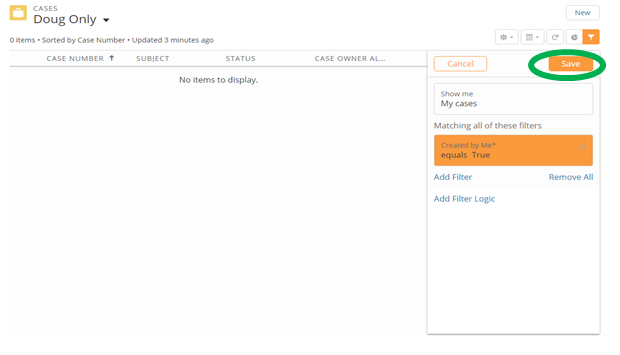 CASES
Doug Only
New
0 items • Sorted by Case Number • Updated 3 minutes ago
CASE NUMBER SUBJECT STATUS CASE OWNER AL...
No items to display.
Cancel
Save
Show me
My cases
Matching all of these filters
Created by Me*
equals True
Add Filter
Remove All
Add Filter Logic